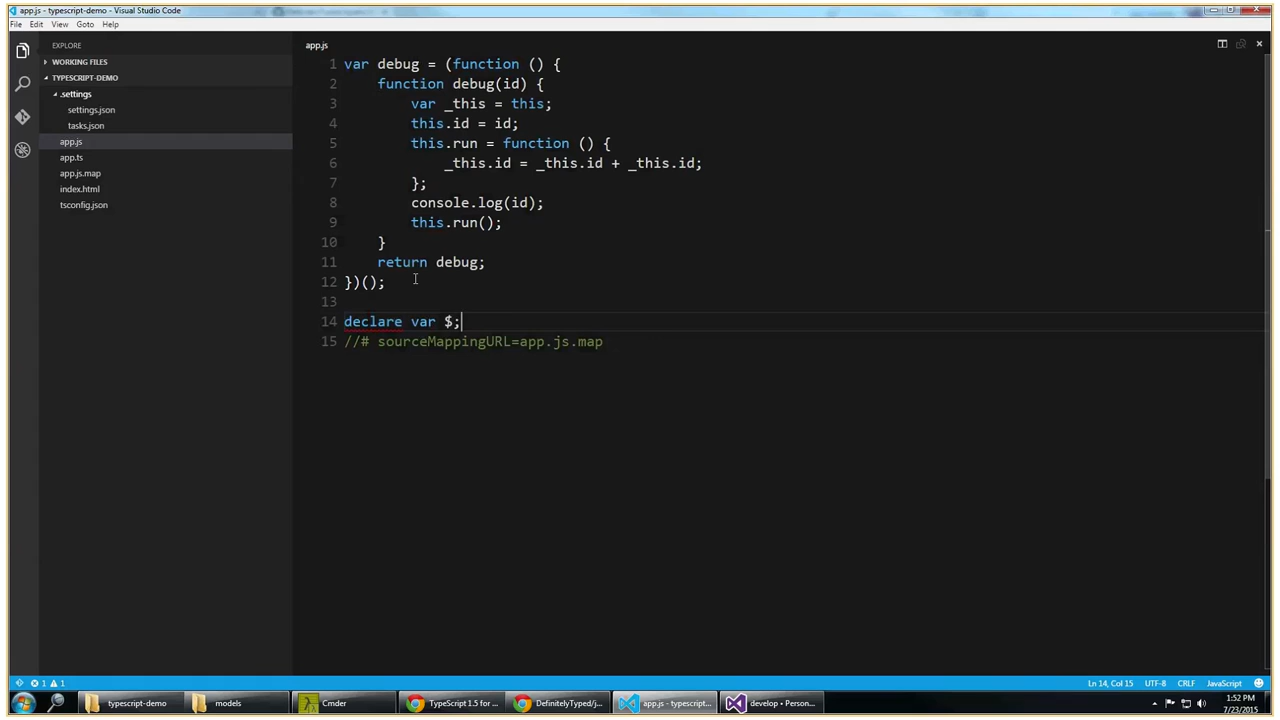 app.js - typescript-demo - Visual Studio Code
File Edit View Goto Help
EXPLORE
WORKING FILES
TYPESCRIPT-DEMO
.settings
settings.json
tasks.json
app.js
app.ts
app.js.map
index.html
tsconfig.json
app.js
1 var debug = (function () {
2 function debug(id) {
3 var _this = this;
4 this.id = id;
5 this.run = function () {
6 _this.id = _this.id + _this.id;
7 };
8 console.log(id);
9 this.run();
10 }
11 return debug;
12 })();
13
14 declare var $;
15 //# sourceMappingURL=app.js.map
1 1 Ln 14, Col 15 UTF-8 CRLF JavaScript
typescript-demo models Cmder TypeScript 1.5 for ... DefinitelyTyped/j... app.js - typescript... develop • Person... 1:52 PM
7/23/2015